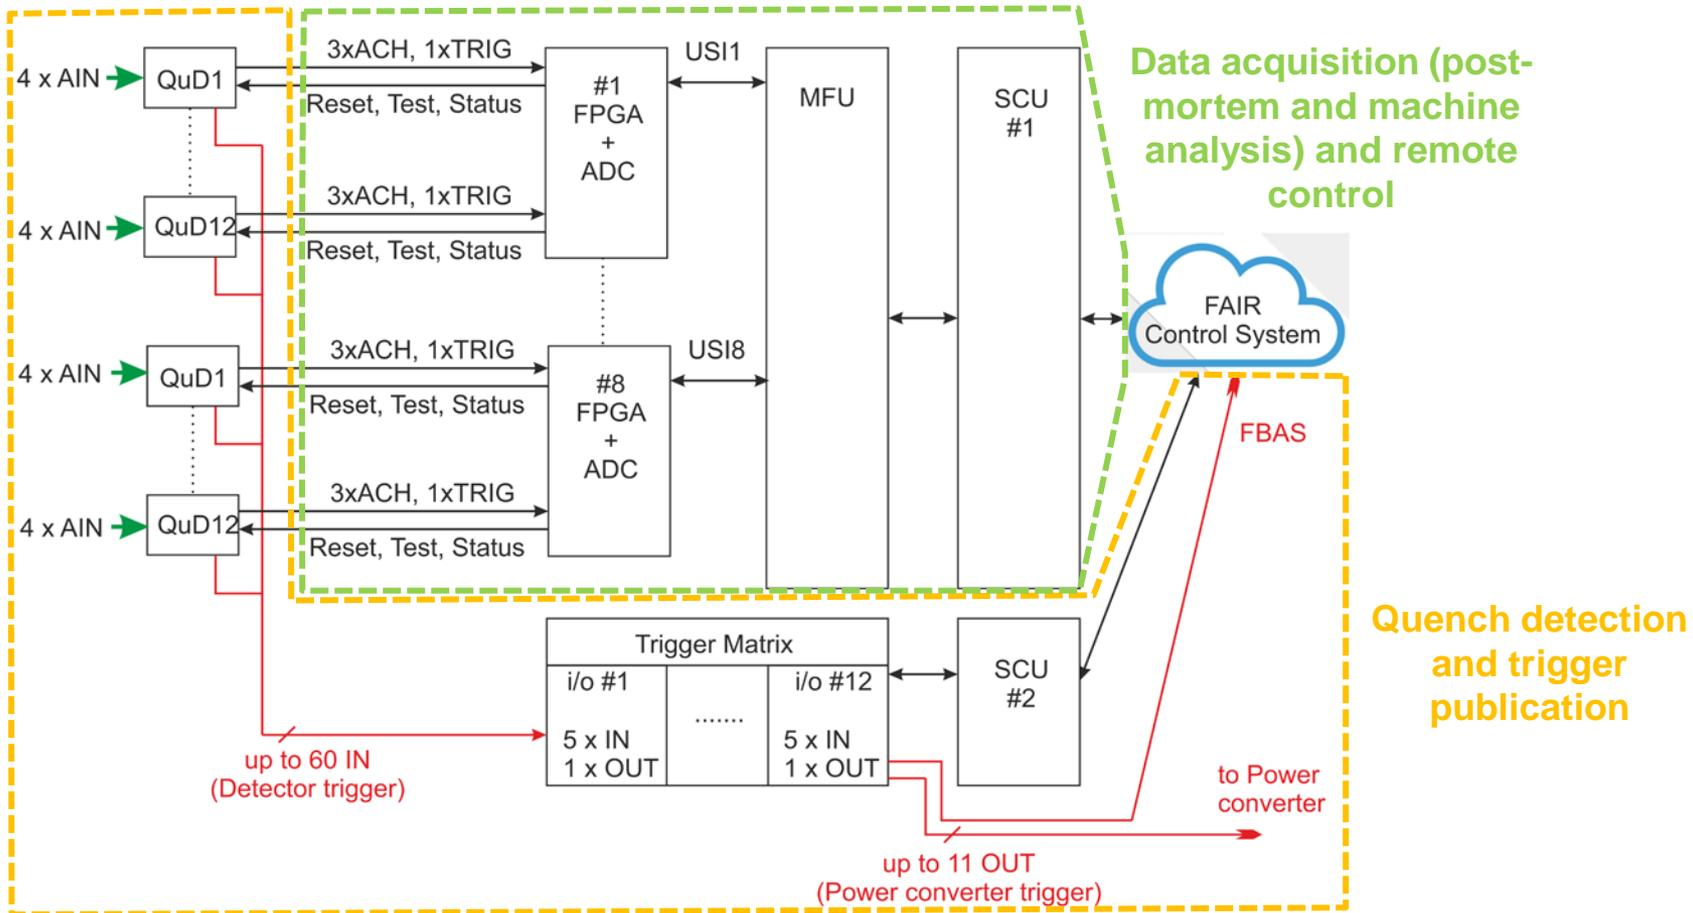 3xACH, 1xTRIG
USI1
4 x AIN
QuD1
Reset, Test, Status
#1
FPGA
+
ADC
MFU
SCU
#1
Data acquisition (post-
mortem and machine
analysis) and remote
control
3xACH, 1xTRIG
4 x AIN
QuD12
Reset, Test, Status
FAIR
Control System
3xACH, 1xTRIG
USI8
4 x AIN
QuD1
Reset, Test, Status
#8
FPGA
+
ADC
FBAS
3xACH, 1xTRIG
4 x AIN
QuD12
Reset, Test, Status
Quench detection
and trigger
publication
Trigger Matrix
i/o #1
5 x IN
1 x OUT
.......
i/o #12
5 x IN
1 x OUT
SCU
#2
up to 60 IN
(Detector trigger)
to Power
converter
up to 11 OUT
(Power converter trigger)